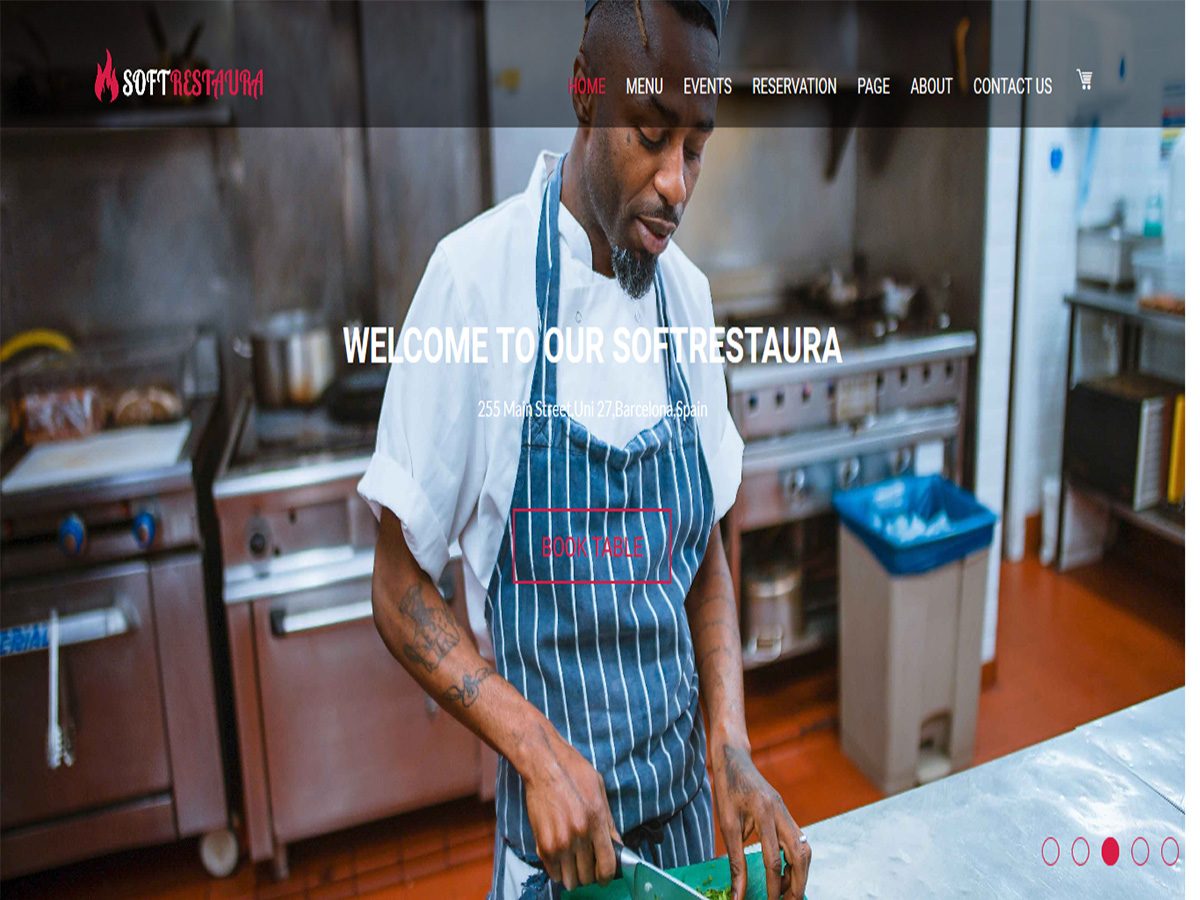 SOFTRESTAURA
HOME MENU EVENTS RESERVATION PAGE ABOUT CONTACT US
WELCOME TO OUR SOFTRESTAURA
255 Main Street,Uni 27,Barcelona,Spain
BOOK TABLE
ERIAL